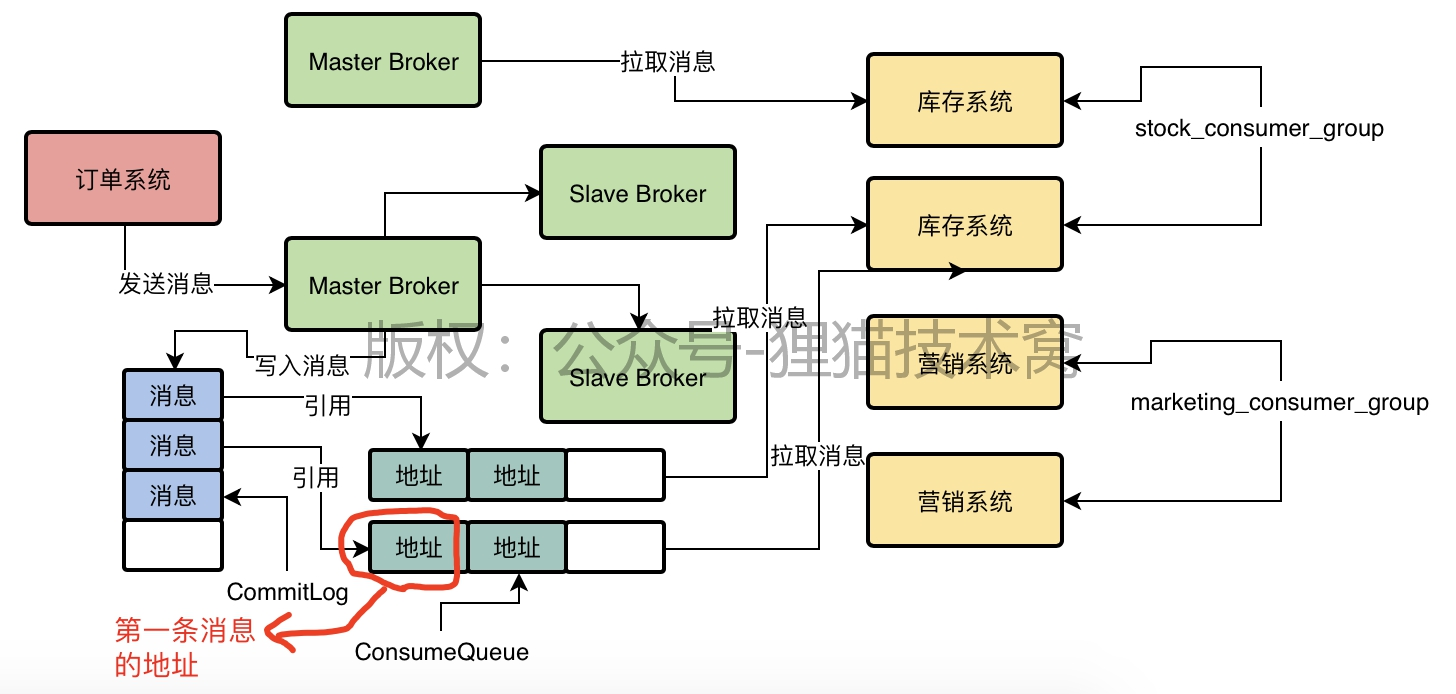 Master Broker
拉取消息
库存系统
stock_consumer_group
订单系统
Slave Broker
库存系统
发送消息
Master Broker
拉取消息
版权：公众号-狸猫技术窝
写入消息
Slave Broker
营销系统
marketing_consumer_group
消息
引用
消息
引用
地址
地址
拉取消息
营销系统
消息
地址
地址
CommitLog
第一条消息
的地址
ConsumeQueue